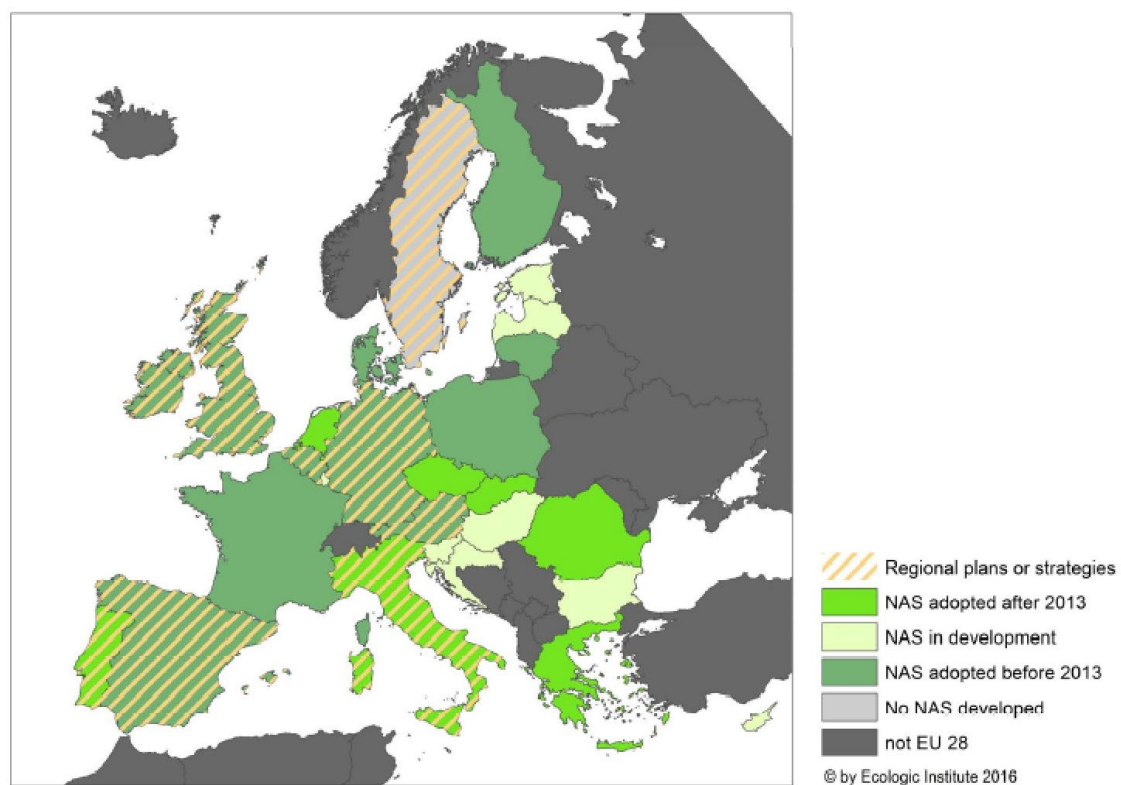 Regional plans or strategies
NAS adopted after 2013
NAS in development
NAS adopted before 2013
No NAS developed
not EU 28
© by Ecologic Institute 2016